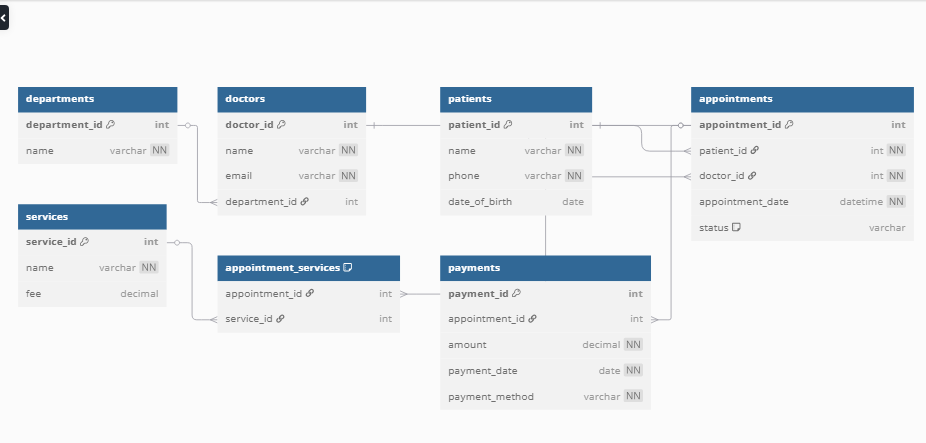 departments
department_id int
name varchar NN
doctors
doctor_id int
name varchar NN
email varchar NN
department_id int
patients
patient_id int
name varchar NN
phone varchar NN
date_of_birth date
appointments
appointment_id int
patient_id int NN
doctor_id int NN
appointment_date datetime NN
status varchar
services
service_id int
name varchar NN
fee decimal
appointment_services
appointment_id int
service_id int
payments
payment_id int
appointment_id int
amount decimal NN
payment_date date NN
payment_method varchar NN